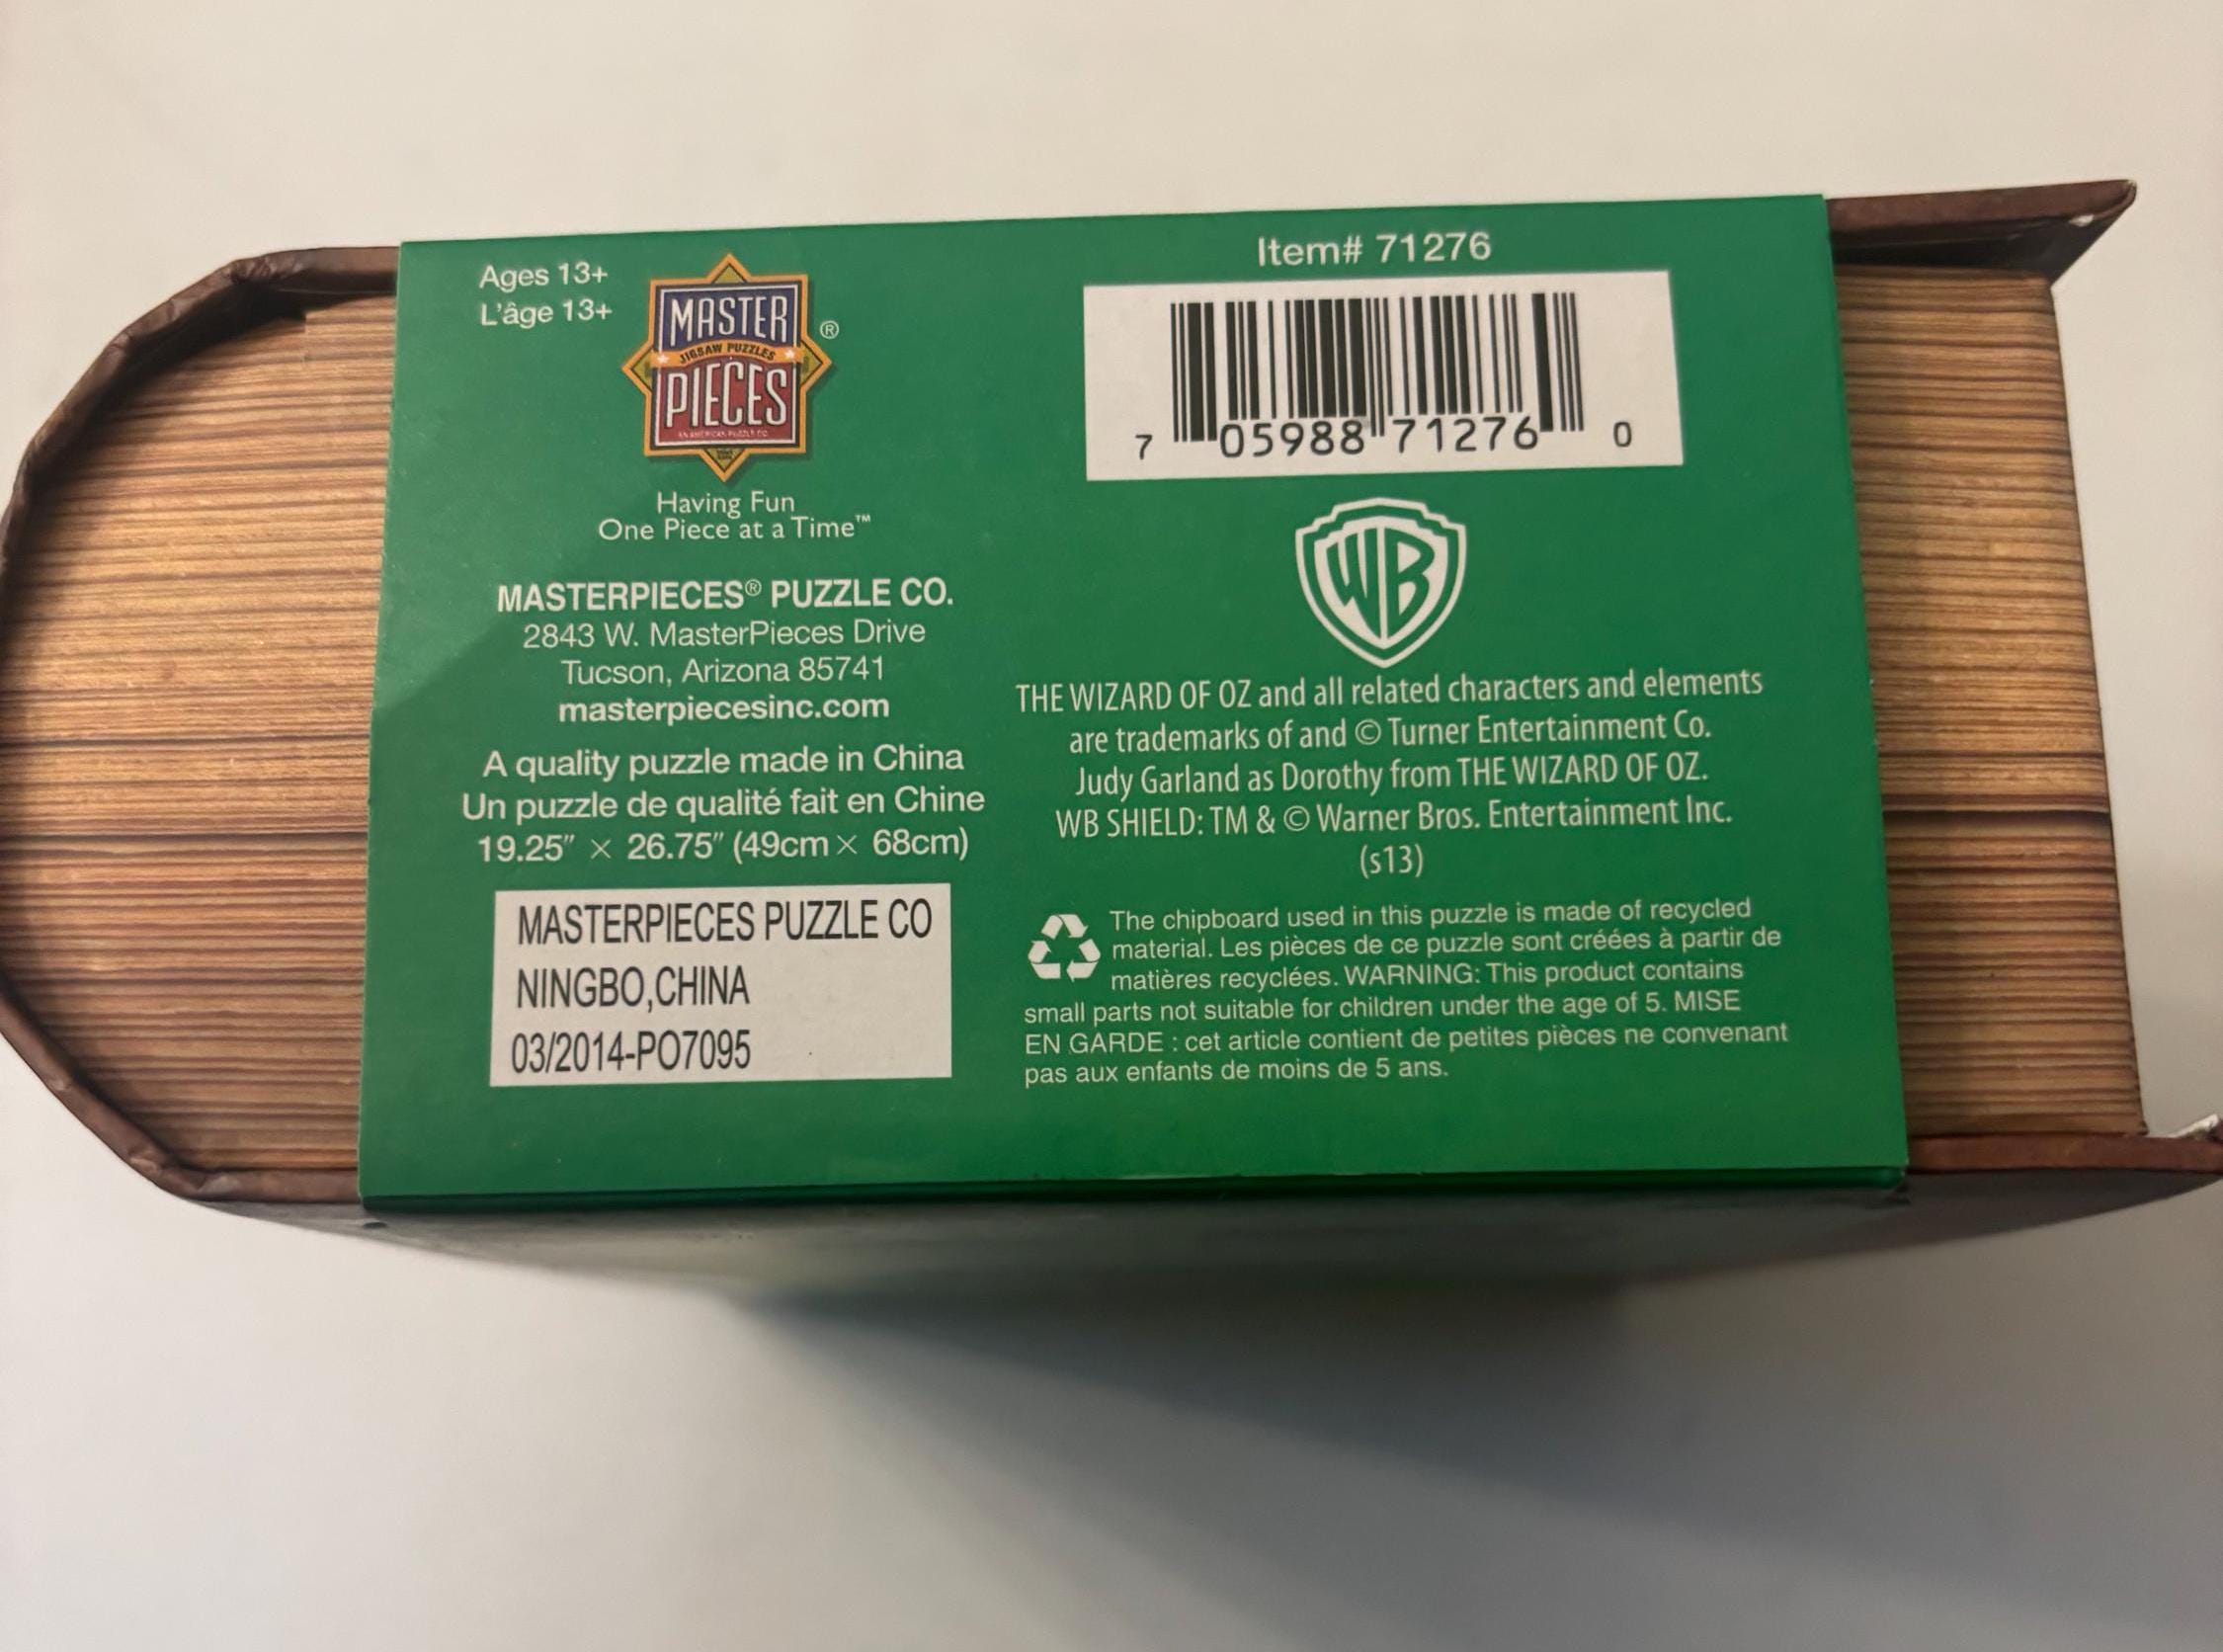 Ages 13+
L'âge 13+
MASTER
JIGSAW PUZZLES
PIECES
AN AMERICAN PUZZLE CO.
®
Having Fun
One Piece at a Time™
MASTERPIECES® PUZZLE CO.
2843 W. MasterPieces Drive
Tucson, Arizona 85741
masterpiecesinc.com
A quality puzzle made in China
Un puzzle de qualité fait en Chine
19.25" × 26.75" (49cm × 68cm)
MASTERPIECES PUZZLE CO
NINGBO,CHINA
03/2014-PO7095
Item# 71276
7 05988 71276 0
WB
THE WIZARD OF OZ and all related characters and elements
are trademarks of and © Turner Entertainment Co.
Judy Garland as Dorothy from THE WIZARD OF OZ.
WB SHIELD: TM & © Warner Bros. Entertainment Inc.
(s13)
The chipboard used in this puzzle is made of recycled
material. Les pièces de ce puzzle sont créées à partir de
matières recyclées. WARNING: This product contains
small parts not suitable for children under the age of 5. MISE
EN GARDE : cet article contient de petites pièces ne convenant
pas aux enfants de moins de 5 ans.